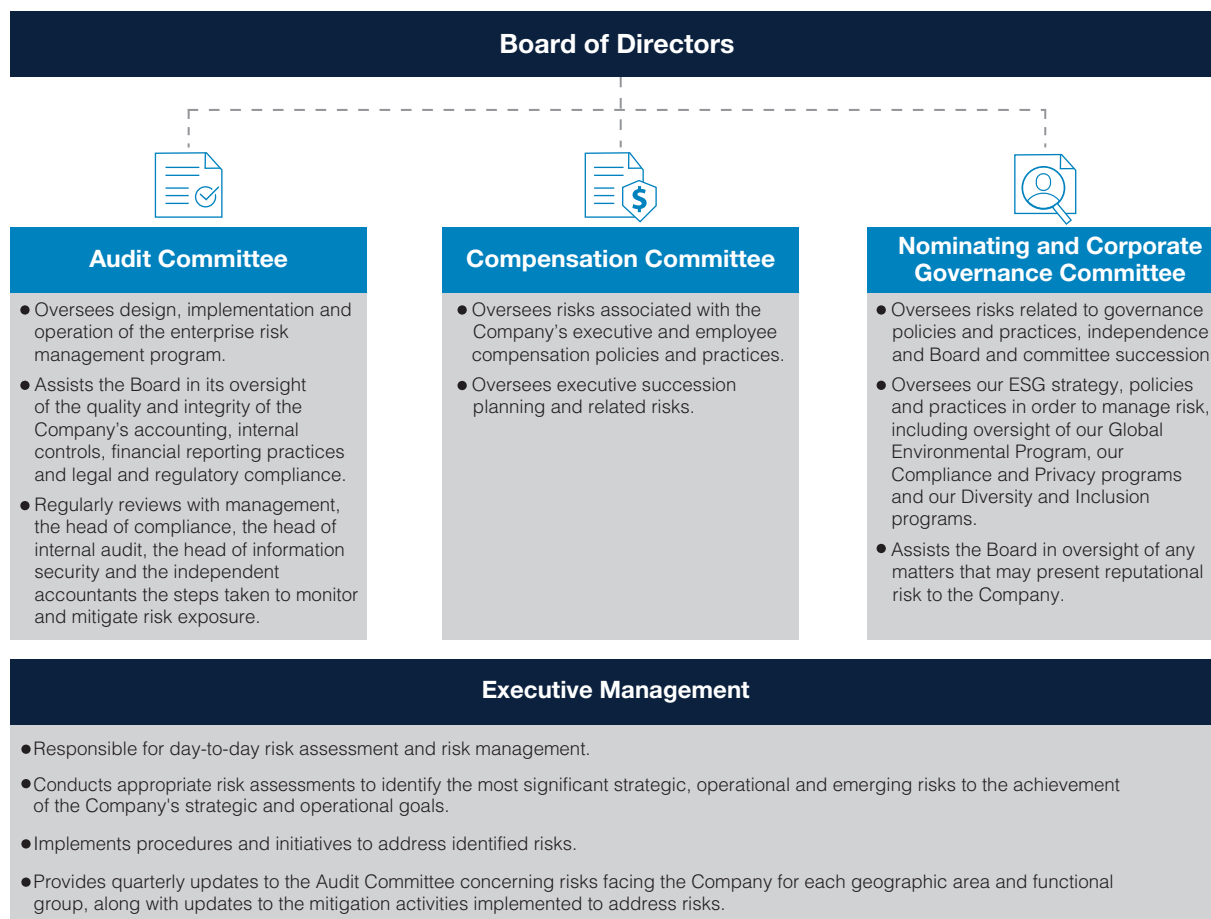 Board of Directors
$
Audit Committee
● Oversees design, implementation and
operation of the enterprise risk
management program.
● Assists the Board in its oversight
of the quality and integrity of the
Company's accounting, internal
controls, financial reporting practices
and legal and regulatory compliance.
● Regularly reviews with management,
the head of compliance, the head of
internal audit, the head of information
security and the independent
accountants the steps taken to monitor
and mitigate risk exposure.
Compensation Committee
● Oversees risks associated with the
Company's executive and employee
compensation policies and practices.
● Oversees executive succession
planning and related risks.
Nominating and Corporate
Governance Committee
● Oversees risks related to governance
policies and practices, independence
and Board and committee succession
● Oversees our ESG strategy, policies
and practices in order to manage risk,
including oversight of our Global
Environmental Program, our
Compliance and Privacy programs
and our Diversity and Inclusion
programs.
● Assists the Board in oversight of any
matters that may present reputational
risk to the Company.
Executive Management
● Responsible for day-to-day risk assessment and risk management.
● Conducts appropriate risk assessments to identify the most significant strategic, operational and emerging risks to the achievement
of the Company's strategic and operational goals.
● Implements procedures and initiatives to address identified risks.
● Provides quarterly updates to the Audit Committee concerning risks facing the Company for each geographic area and functional
group, along with updates to the mitigation activities implemented to address risks.